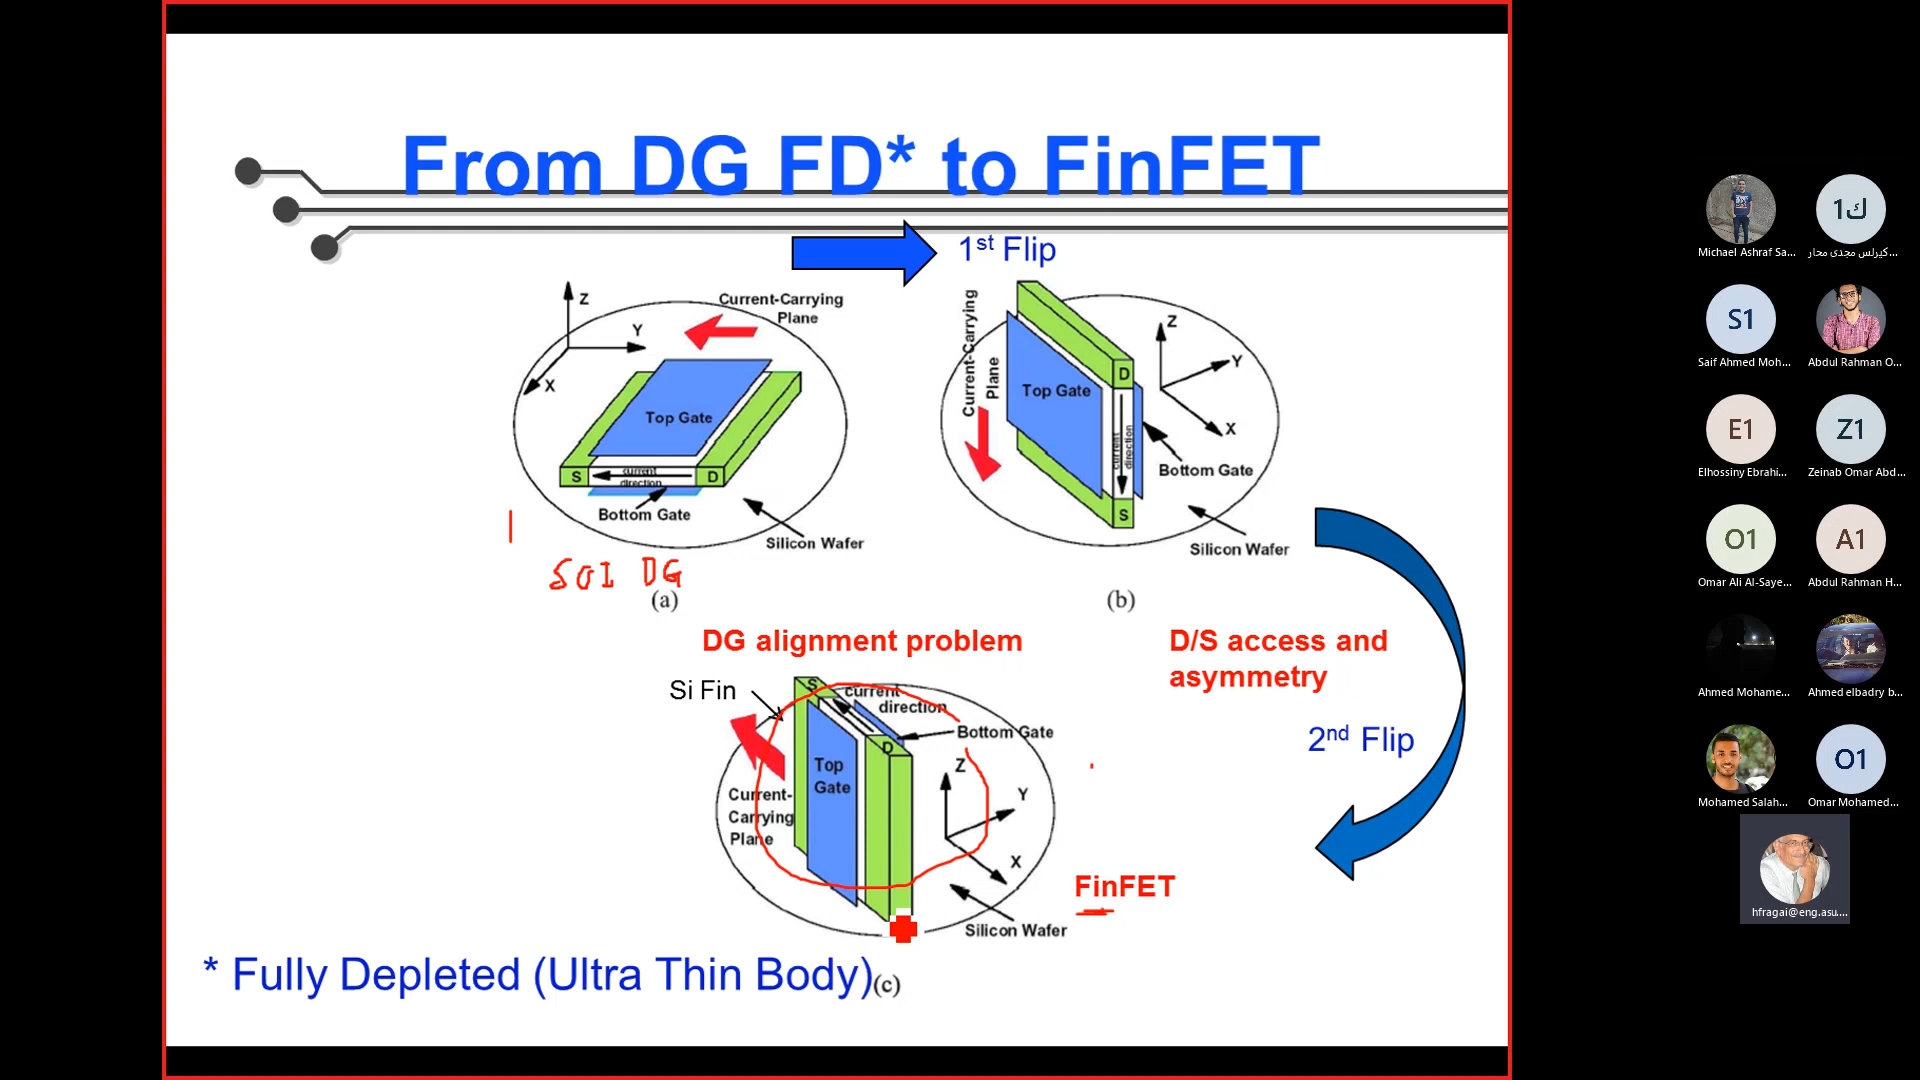 From DG FD* to FinFET
1st Flip
Z
Y
X
Current-Carrying
Plane
Top Gate
S
current
direction
D
Bottom Gate
Silicon Wafer
SOI DG
(a)
Current-Carrying
Plane
Top Gate
D
current
direction
S
Z
Y
X
Bottom Gate
Silicon Wafer
(b)
DG alignment problem
D/S access and
asymmetry
2nd Flip
Si Fin
S
current
direction
Bottom Gate
D
Top
Gate
Current-
Carrying
Plane
Z
Y
X
FinFET
Silicon Wafer
* Fully Depleted (Ultra Thin Body)
(c)
Michael Ashraf Sa...
1ك
كيرلس مجدى محار...
S1
Saif Ahmed Moh...
Abdul Rahman O...
E1
Elhossiny Ebrahi...
Z1
Zeinab Omar Abd...
O1
Omar Ali Al-Saye...
A1
Abdul Rahman H...
Ahmed Mohame...
Ahmed elbadry b...
Mohamed Salah...
O1
Omar Mohamed...
hfragai@eng.asu....